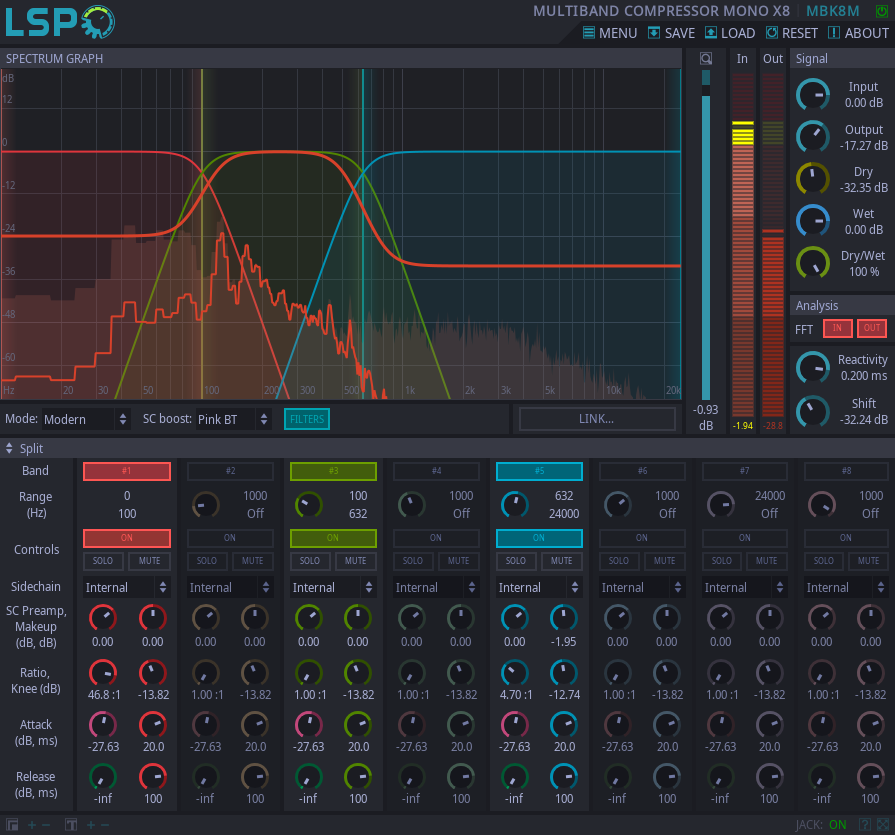 LSP
MULTIBAND COMPRESSOR MONO X8 MBK8M
MENU SAVE LOAD RESET ABOUT
SPECTRUM GRAPH
In Out
Signal
dB
12
0
-12
-24
-36
-48
-60
Hz 20 30 50 100 200 300 500 1k 2k 3k 5k 10k 20k
Input
0.00 dB
Output
-17.27 dB
Dry
-32.35 dB
Wet
0.00 dB
Dry/Wet
100 %
Analysis
FFT IN OUT
Reactivity
0.200 ms
Shift
-32.24 dB
-0.93
dB
-1.94 -28.8
Mode: Modern SC boost: Pink BT FILTERS LINK...
Split
Band #1 #2 #3 #4 #5 #6 #7 #8
Range
(Hz)
0 1000 100 1000 632 1000 24000 1000
100 Off 632 Off 24000 Off Off Off
Controls
ON ON ON ON ON ON ON ON
SOLO MUTE SOLO MUTE SOLO MUTE SOLO MUTE SOLO MUTE SOLO MUTE SOLO MUTE SOLO MUTE
Sidechain Internal Internal Internal Internal Internal Internal Internal Internal
SC Preamp,
Makeup
(dB, dB)
0.00 0.00 0.00 0.00 0.00 0.00 0.00 0.00 0.00 -1.95 0.00 0.00 0.00 0.00 0.00 0.00
Ratio,
Knee (dB)
46.8 :1 -13.82 1.00 :1 -13.82 1.00 :1 -13.82 1.00 :1 -13.82 4.70 :1 -12.74 1.00 :1 -13.82 1.00 :1 -13.82 1.00 :1 -13.82
Attack
(dB, ms)
-27.63 20.0 -27.63 20.0 -27.63 20.0 -27.63 20.0 -27.63 20.0 -27.63 20.0 -27.63 20.0 -27.63 20.0
Release
(dB, ms)
-inf 100 -inf 100 -inf 100 -inf 100 -inf 100 -inf 100 -inf 100 -inf 100
JACK: ON